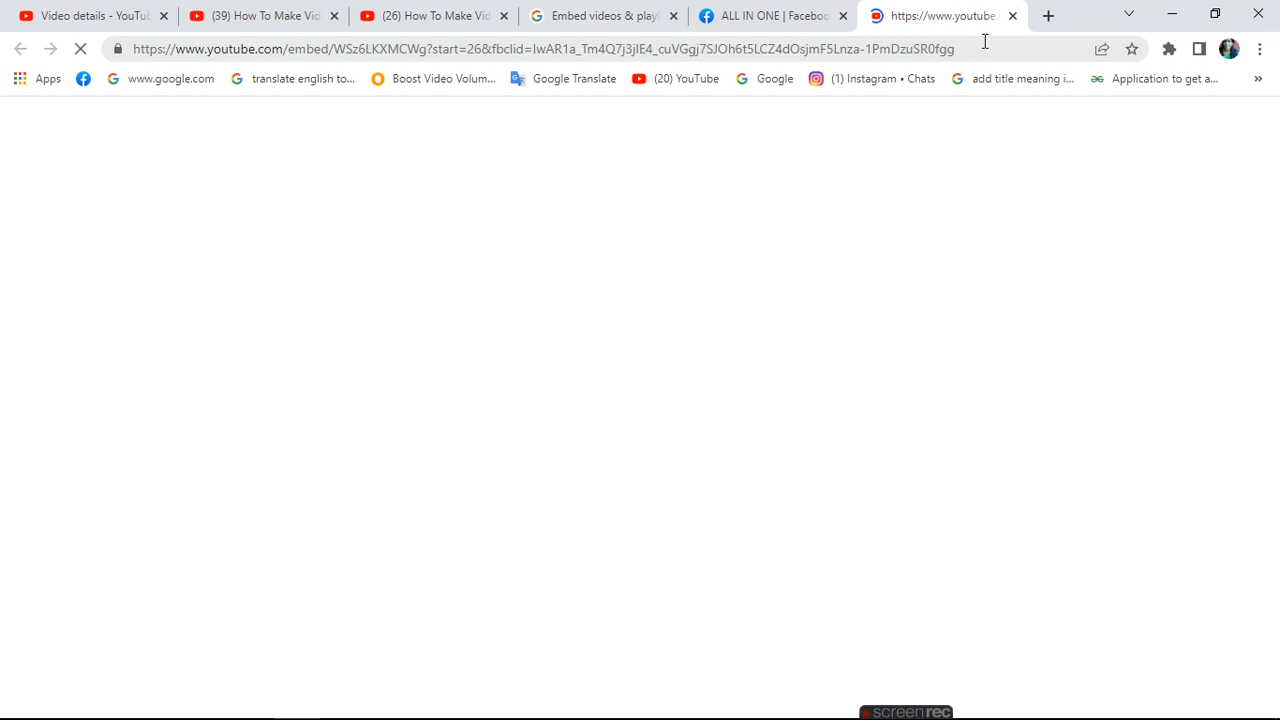 Video details - YouTub
(39) How To Make Vid
(26) How To Make Vid
Embed videos & playl
ALL IN ONE | Faceboo
https://www.youtube.
https://www.youtube.com/embed/WSz6LKXMCWg?start=26&fbclid=IwAR1a_Tm4Q7j3jIE4_cuVGgj7SJOh6t5LCZ4dOsjmF5Lnza-1PmDzuSR0fgg
Apps
www.google.com
translate english to...
Boost Video Volum...
Google Translate
(20) YouTube
Google
(1) Instagram • Chats
add title meaning i...
Application to get a...
screenrec